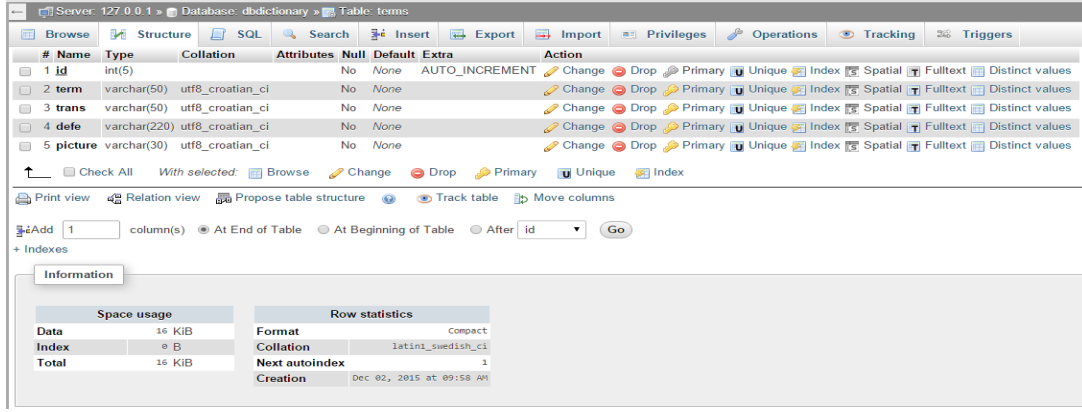 Server: 127.0.0.1 » Database: dbdictionary » Table: terms
Browse Structure SQL Search Insert Export Import Privileges Operations Tracking Triggers
# Name Type Collation Attributes Null Default Extra Action
1 id int(5) No None AUTO_INCREMENT Change Drop Primary Unique Index Spatial Fulltext Distinct values
2 term varchar(50) utf8_croatian_ci No None Change Drop Primary Unique Index Spatial Fulltext Distinct values
3 trans varchar(50) utf8_croatian_ci No None Change Drop Primary Unique Index Spatial Fulltext Distinct values
4 defe varchar(220) utf8_croatian_ci No None Change Drop Primary Unique Index Spatial Fulltext Distinct values
5 picture varchar(30) utf8_croatian_ci No None Change Drop Primary Unique Index Spatial Fulltext Distinct values
Check All With selected: Browse Change Drop Primary Unique Index
Print view Relation view Propose table structure Track table Move columns
Add 1 column(s) At End of Table At Beginning of Table After id Go
+ Indexes
Information
Space usage Row statistics
Data 16 KiB Format Compact
Index 0 B Collation latin1_swedish_ci
Total 16 KiB Next autoindex 1
Creation Dec 02, 2015 at 09:58 AM